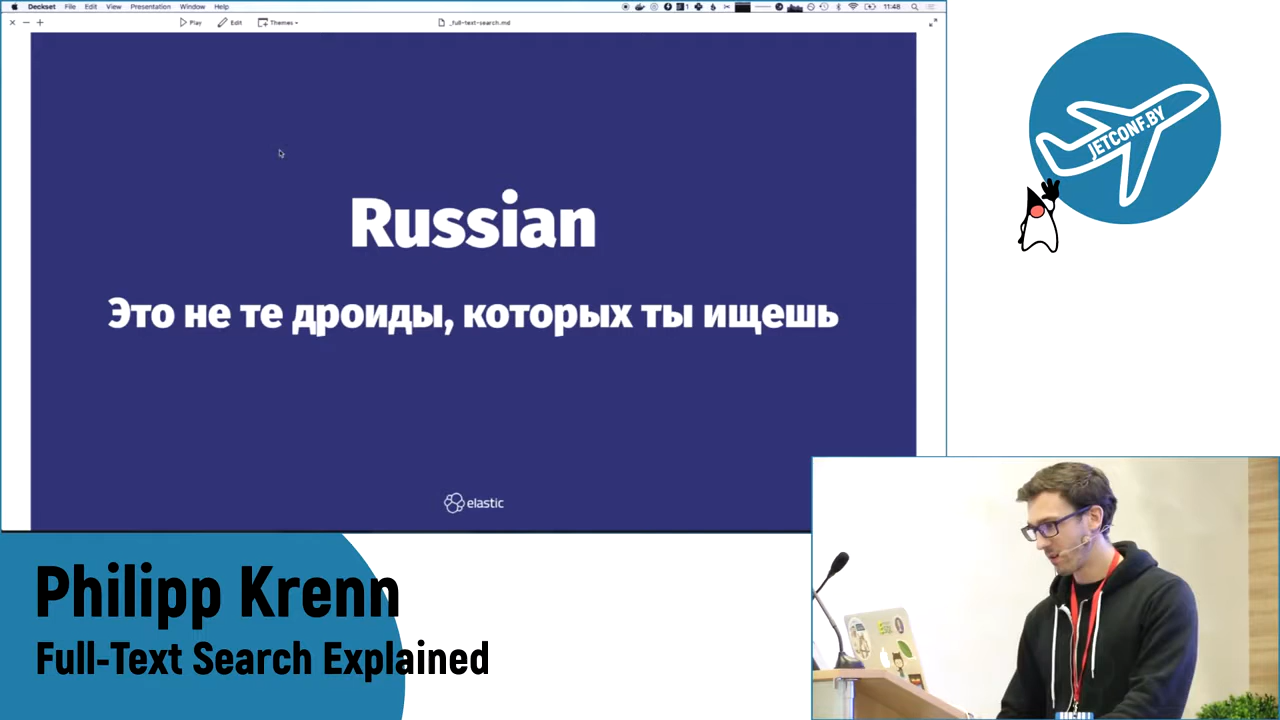 Deckset File Edit View Presentation Window Help
11:48
Play Edit Themes
_full-text-search.md
Russian
Это не те дроиды, которых ты ищешь
elastic
JETCONF.BY
Philipp Krenn
Full-Text Search Explained